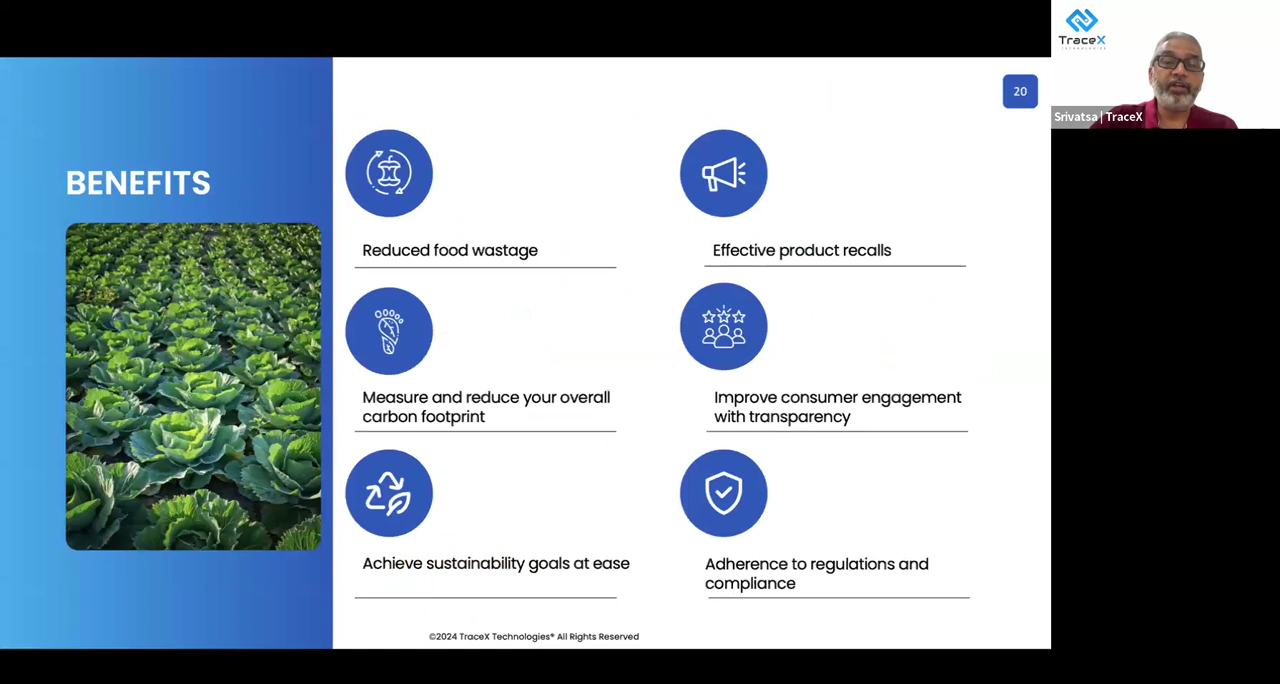 BENEFITS
20
Reduced food wastage
Effective product recalls
Measure and reduce your overall
carbon footprint
Improve consumer engagement
with transparency
Achieve sustainability goals at ease
Adherence to regulations and
compliance
©2024 TraceX Technologies® All Rights Reserved
TraceX
TECHNOLOGIES
Srivatsa | TraceX